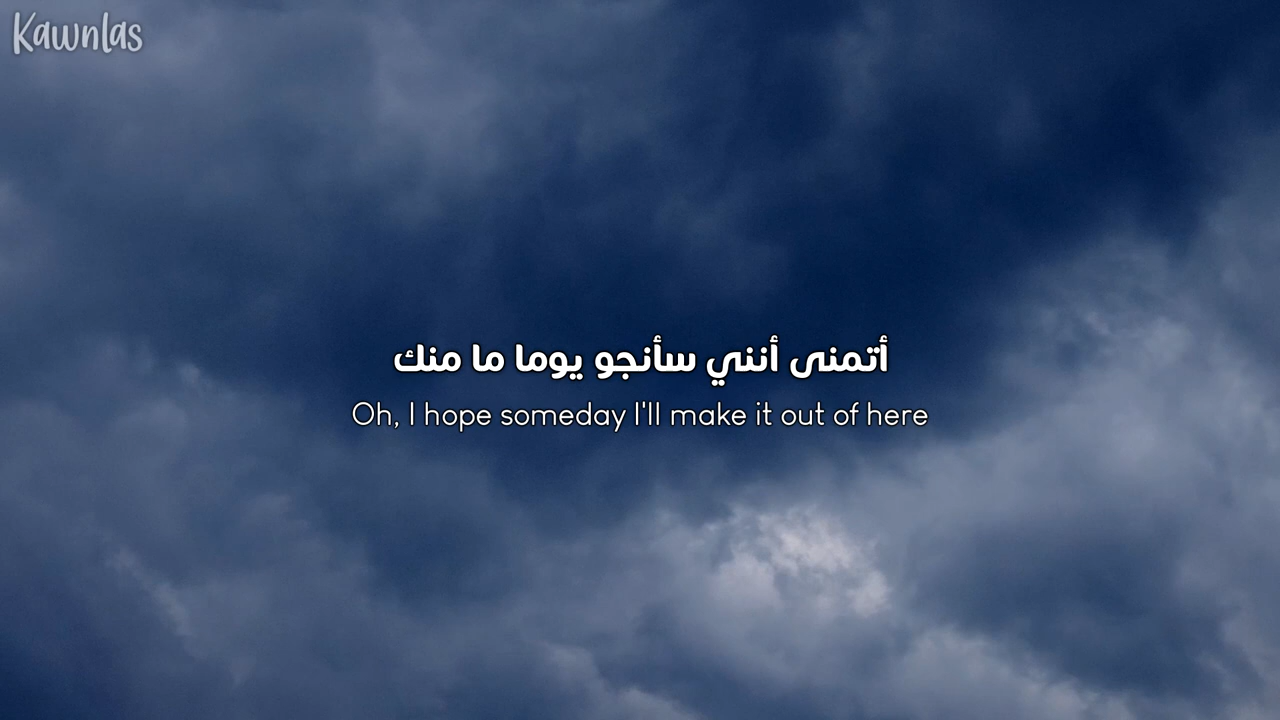 Kawnlas
أتمنى أنني سأنجو يوما ما منك
Oh, I hope someday I'll make it out of here